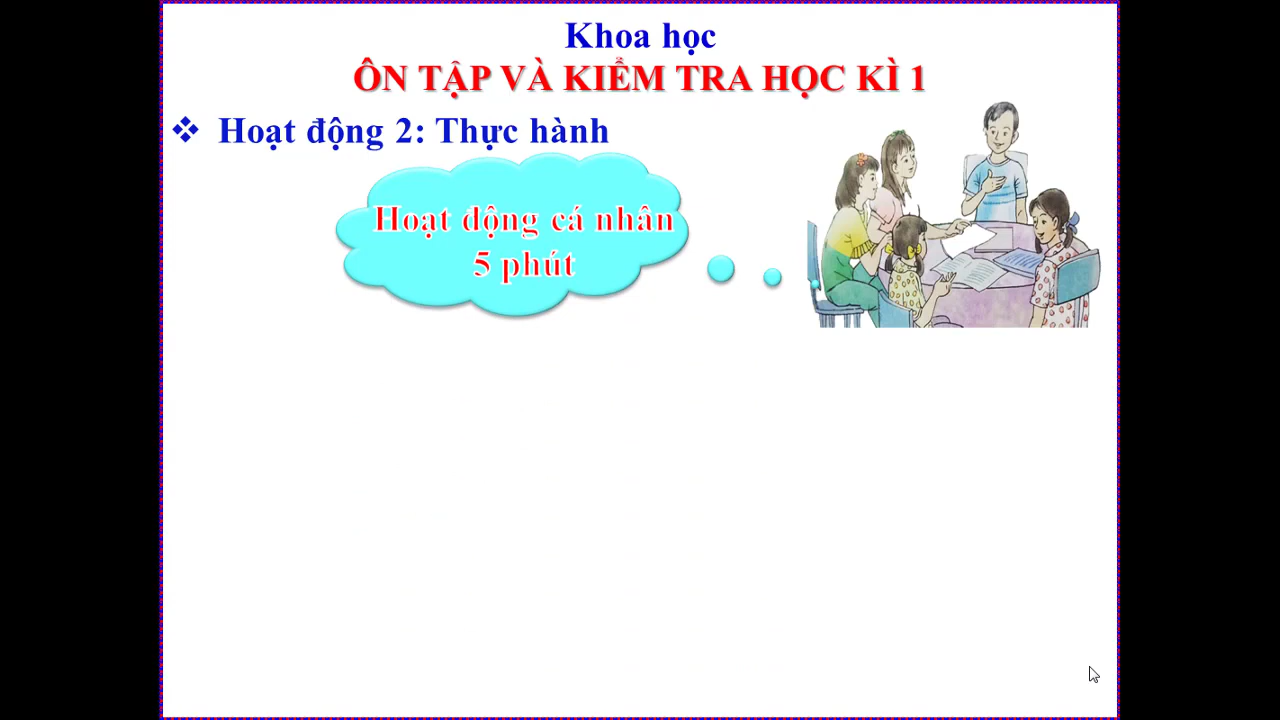 Khoa học
ÔN TẬP VÀ KIỂM TRA HỌC KÌ 1
❖ Hoạt động 2: Thực hành
Hoạt động cá nhân
5 phút